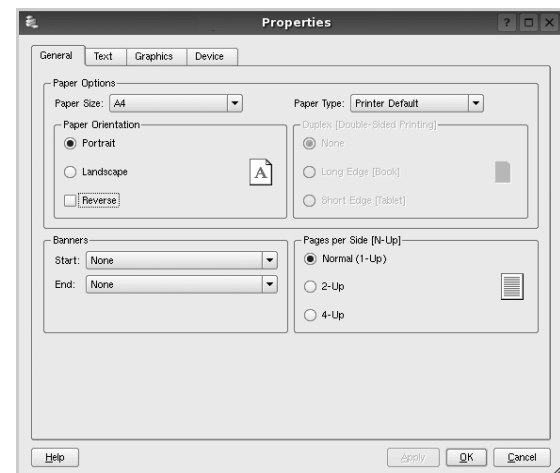 Properties
General Text Graphics Device
Paper Options
Paper Size: A4 Paper Type: Printer Default
Paper Orientation
Portrait
Landscape
Reverse
A
Duplex [Double-Sided Printing]
None
Long Edge [Book]
Short Edge [Tablet]
Banners
Start: None
End: None
Pages per Side [N-Up]
Normal (1-Up)
2-Up
4-Up
Help Apply OK Cancel